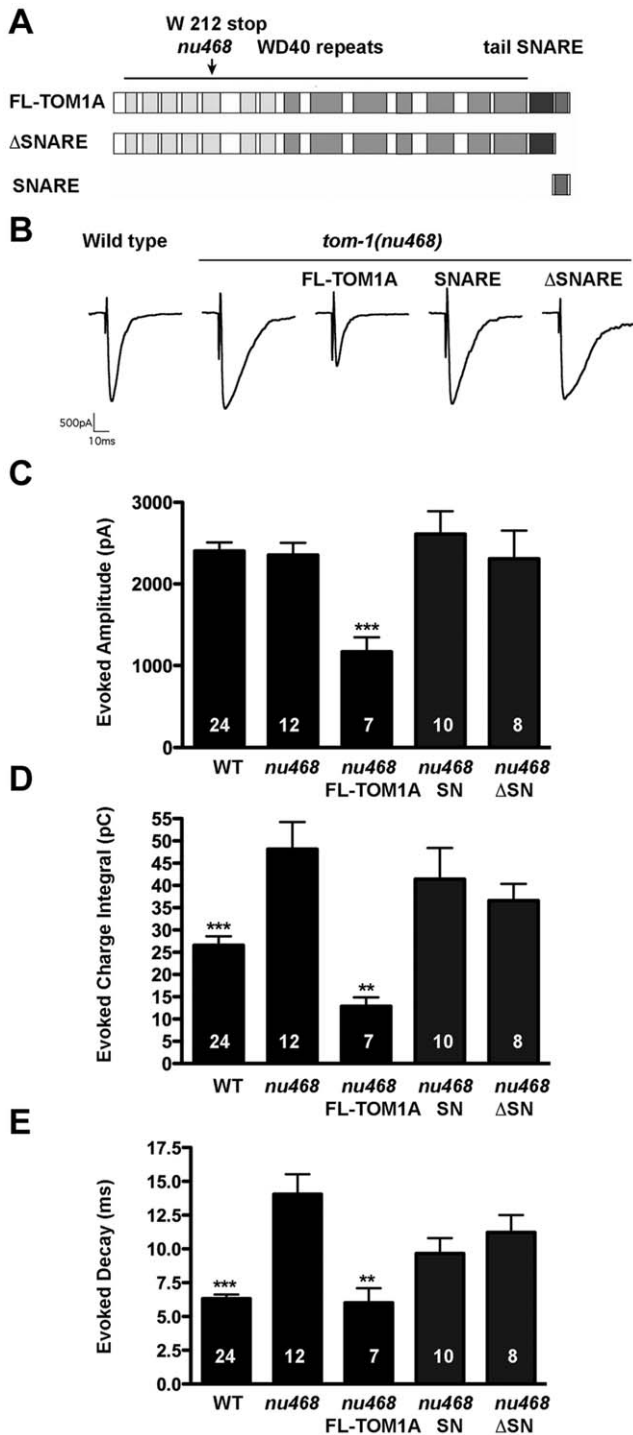 A
W 212 stop
nu468
WD40 repeats
tail SNARE
FL-TOM1A
ΔSNARE
SNARE
B
Wild type
tom-1(nu468)
FL-TOM1A
SNARE
ΔSNARE
500pA
10ms
C
Evoked Amplitude (pA)
3000
2000
1000
0
***
24
12
7
10
8
WT
nu468
nu468
nu468
nu468
FL-TOM1A
SN
ΔSN
D
Evoked Charge Integral (pC)
55
50
45
40
35
30
25
20
15
10
5
0
***
**
24
12
7
10
8
WT
nu468
nu468
nu468
nu468
FL-TOM1A
SN
ΔSN
E
Evoked Decay (ms)
17.5
15.0
12.5
10.0
7.5
5.0
2.5
0.0
***
**
24
12
7
10
8
WT
nu468
nu468
nu468
nu468
FL-TOM1A
SN
ΔSN